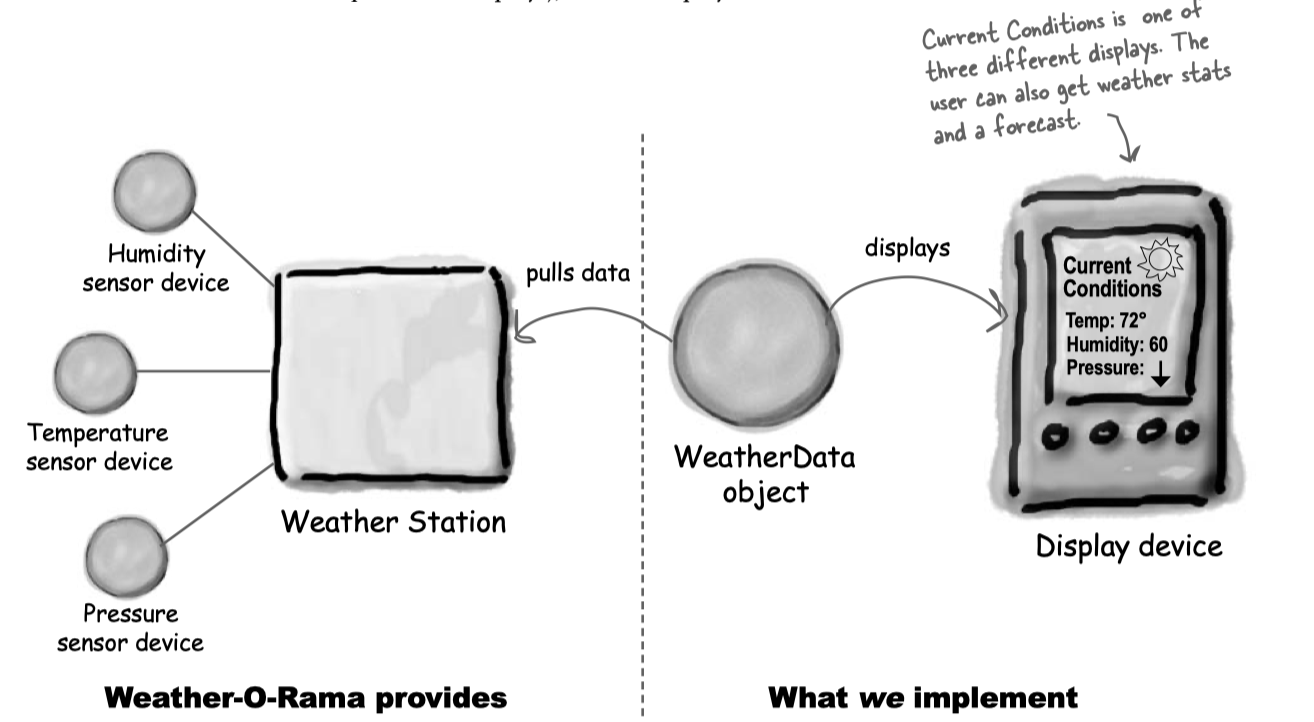 Current Conditions is one of
three different displays. The
user can also get weather stats
and a forecast.
Humidity
sensor device
Temperature
sensor device
Pressure
sensor device
Weather Station
pulls data
displays
WeatherData
object
Current
Conditions
Temp: 72°
Humidity: 60
Pressure:
Display device
Weather-O-Rama provides
What we implement